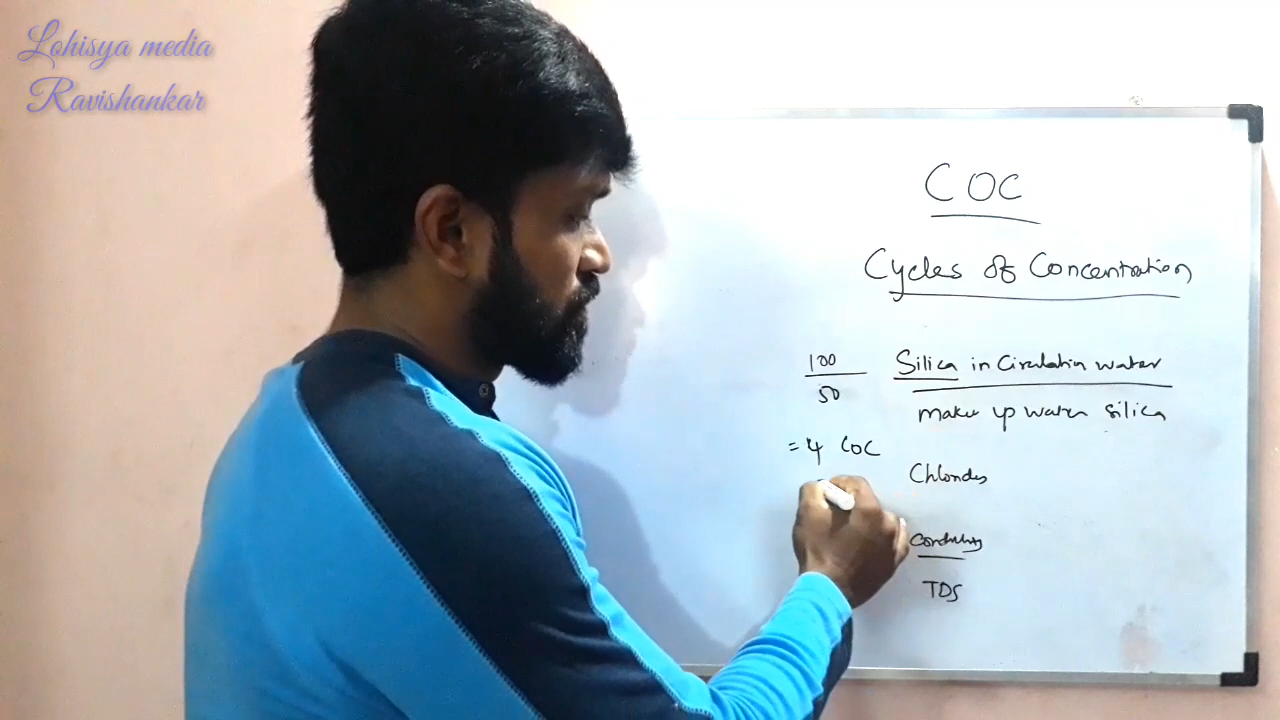 Lohisya media
Ravishankar
COC
Cycles of Concentration
100
50
Silica in Circulation water
make up water silica
= 4 COC
Chlorides
TDS